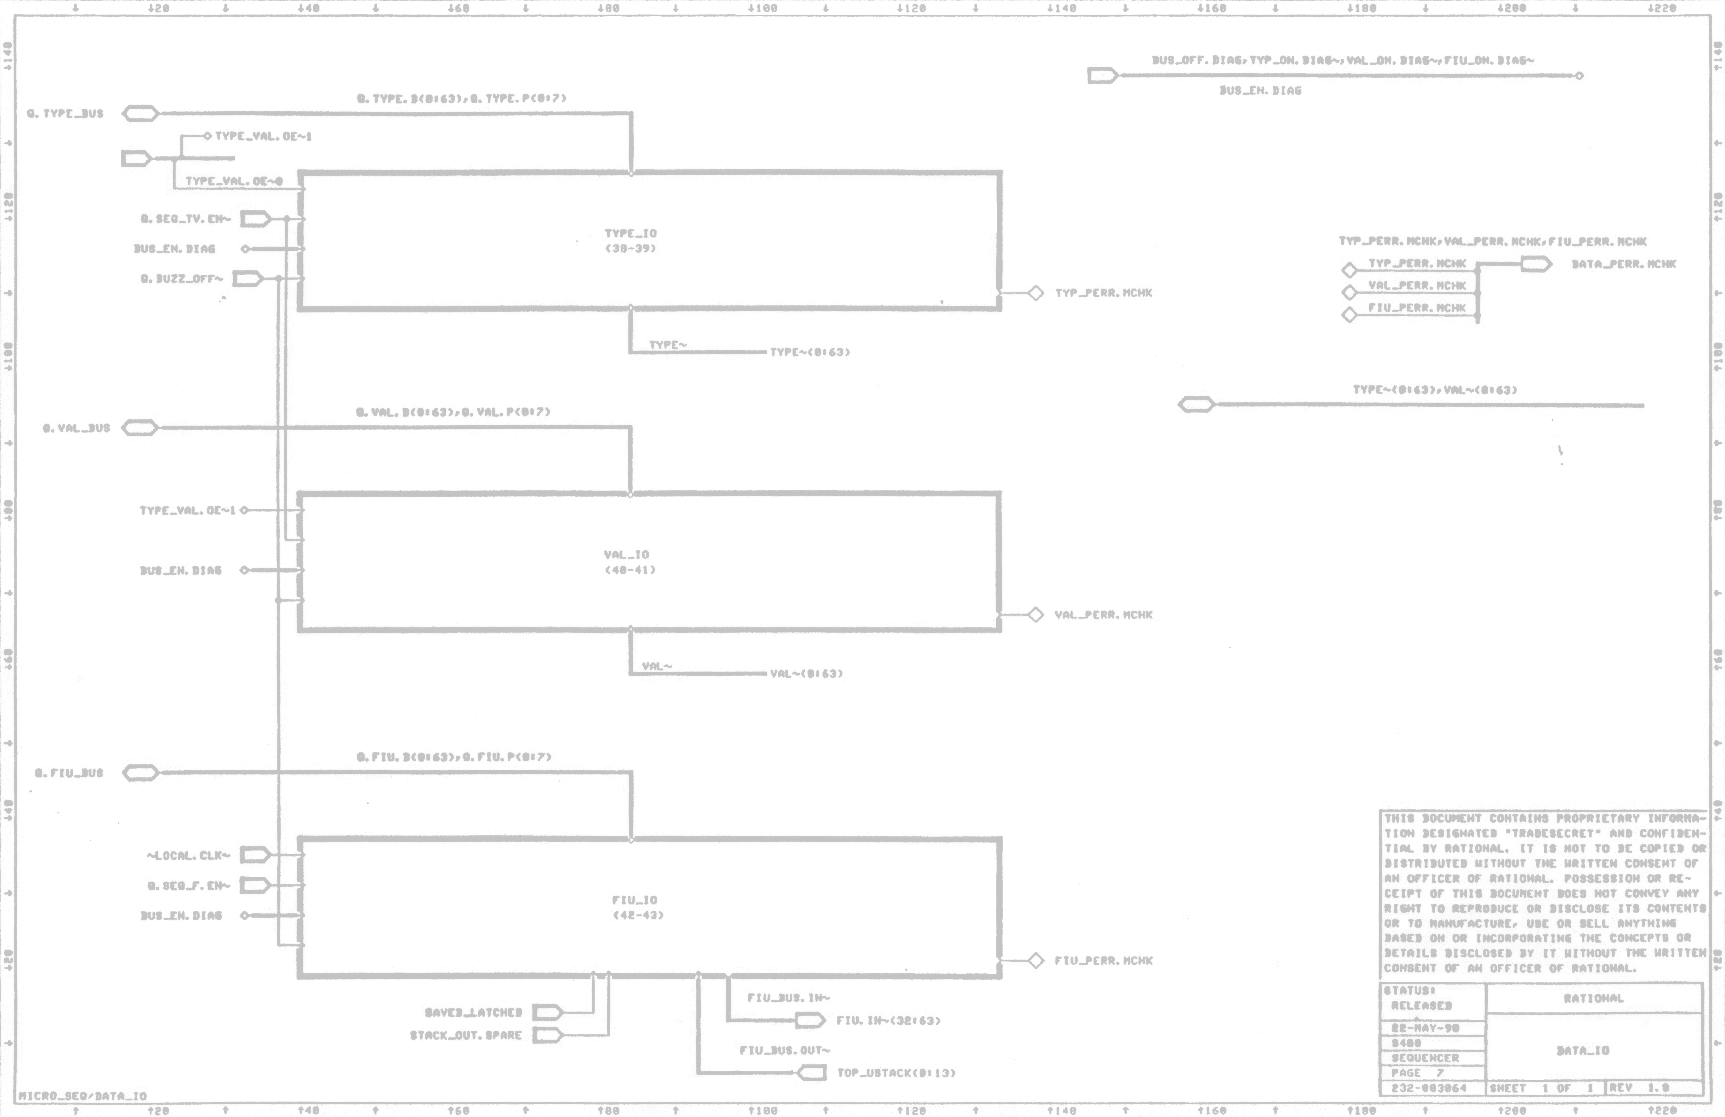 ↓20 ↓40 ↓60 ↓80 ↓100 ↓120 ↓140 ↓160 ↓180 ↓200 ↓220
BUS_OFF.DIAG,TYP_ON.DIAG~,VAL_ON.DIAG~,FIU_ON.DIAG~
BUS_EN.DIAG
Q.TYPE.D(0:63),Q.TYPE.P(0:7)
Q.TYPE_BUS
TYPE_VAL.OE~1
TYPE_VAL.OE~0
Q.SEQ_TV.EN~
TYPE_IO
(38-39)
BUS_EN.DIAG
Q.BUZZ_OFF~
TYP_PERR.MCHK,VAL_PERR.MCHK,FIU_PERR.MCHK
TYP_PERR.MCHK
DATA_PERR.MCHK
VAL_PERR.MCHK
FIU_PERR.MCHK
TYP_PERR.MCHK
TYPE~
TYPE~(0:63)
TYPE~(0:63),VAL~(0:63)
Q.VAL.D(0:63),Q.VAL.P(0:7)
Q.VAL_BUS
TYPE_VAL.OE~1
VAL_IO
(40-41)
BUS_EN.DIAG
VAL_PERR.MCHK
VAL~
VAL~(0:63)
Q.FIU.D(0:63),Q.FIU.P(0:7)
Q.FIU_BUS
~LOCAL.CLK~
Q.SEQ_F.EN~
BUS_EN.DIAG
FIU_IO
(42-43)
FIU_PERR.MCHK
FIU_BUS.IN~
SAVED_LATCHED
FIU.IN~(32:63)
STACK_OUT.SPARE
FIU_BUS.OUT~
TOP_USTACK(0:13)
THIS DOCUMENT CONTAINS PROPRIETARY INFORMA-
TION DESIGNATED "TRADESECRET" AND CONFIDEN-
TIAL BY RATIONAL. IT IS NOT TO BE COPIED OR
DISTRIBUTED WITHOUT THE WRITTEN CONSENT OF
AN OFFICER OF RATIONAL. POSSESSION OR RE-
CEIPT OF THIS DOCUMENT DOES NOT CONVEY ANY
RIGHT TO REPRODUCE OR DISCLOSE ITS CONTENTS
OR TO MANUFACTURE, USE OR SELL ANYTHING
BASED ON OR INCORPORATING THE CONCEPTS OR
DETAILS DISCLOSED BY IT WITHOUT THE WRITTEN
CONSENT OF AN OFFICER OF RATIONAL.
STATUS:
RELEASED
RATIONAL
22-MAY-90
S400
SEQUENCER
DATA_IO
PAGE 7
232-003064 SHEET 1 OF 1 REV 1.0
MICRO_SEQ/DATA_IO
↑20 ↑40 ↑60 ↑80 ↑100 ↑120 ↑140 ↑160 ↑180 ↑200 ↑220